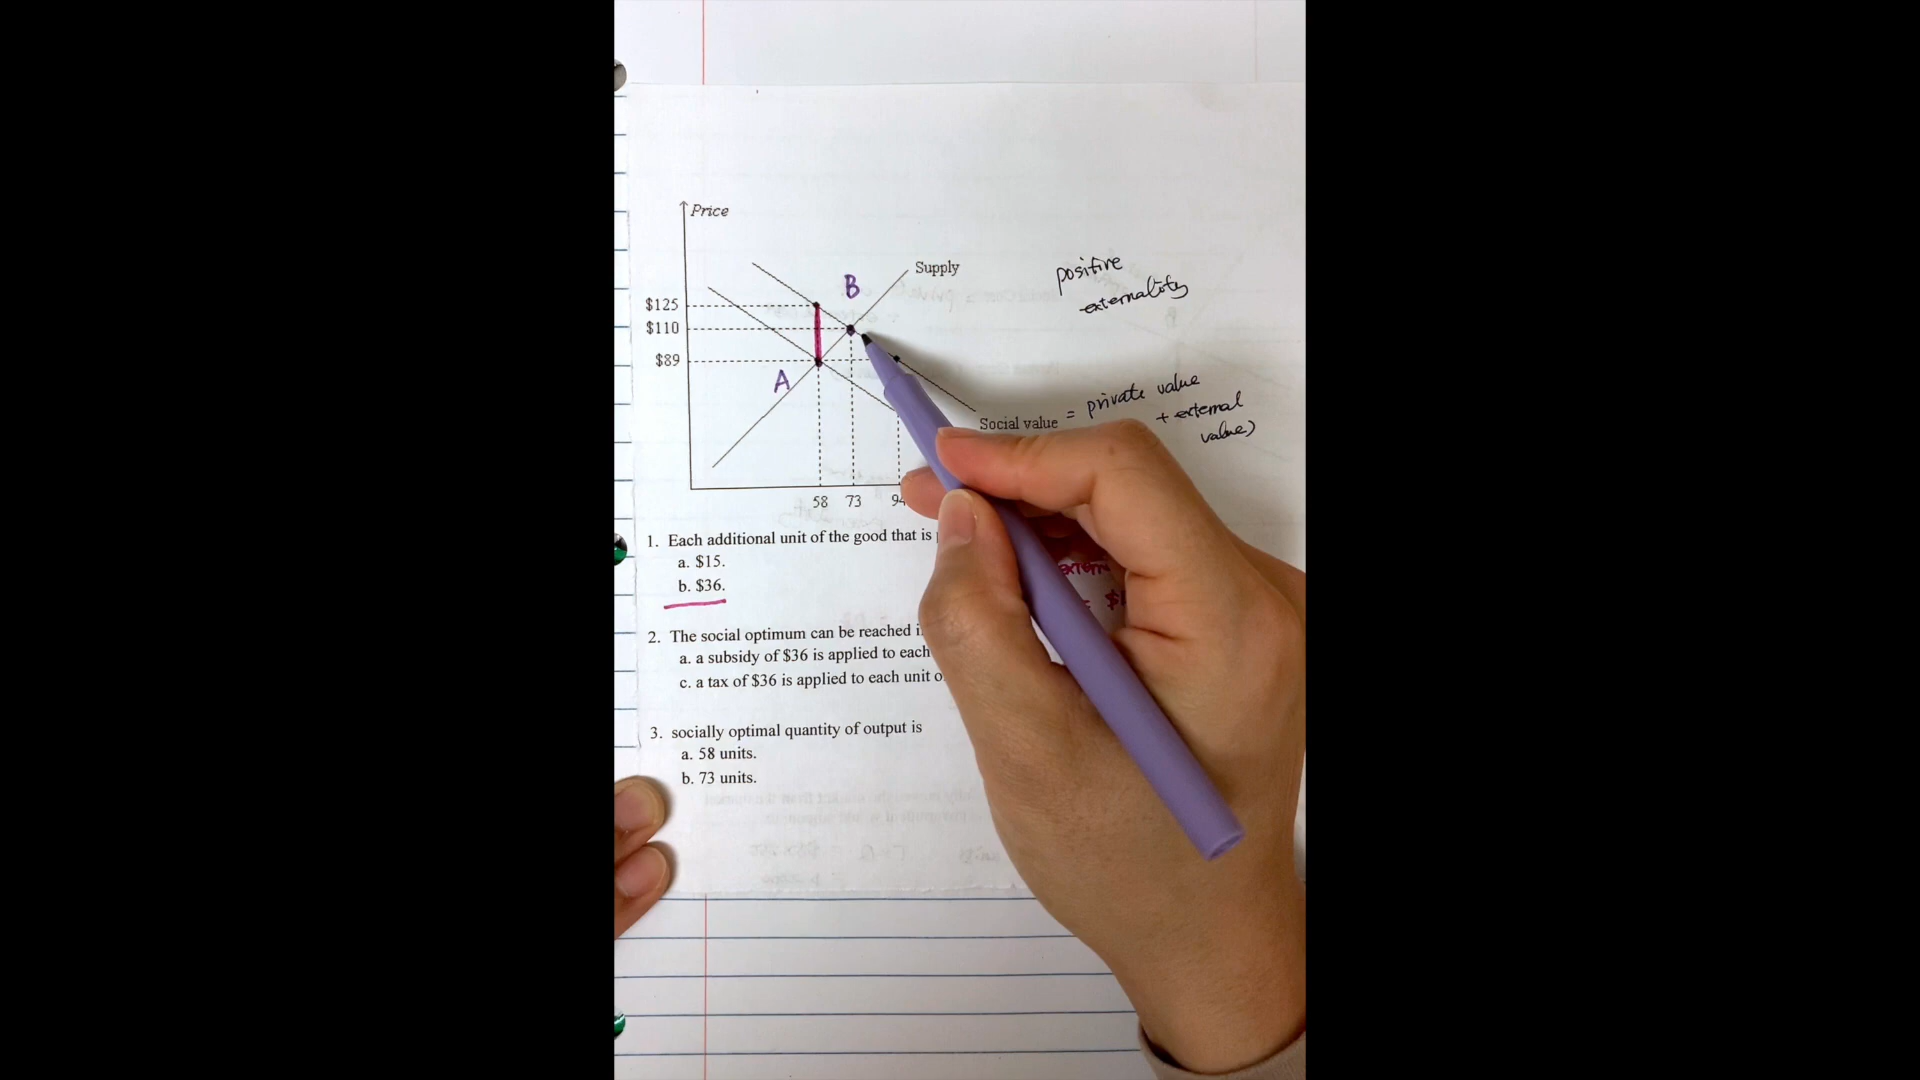 Price
Supply
B
positive
externality
$125
$110
$89
A
Social value = private value
+ external
value)
58 73 94
1. Each additional unit of the good that is
a. $15.
b. $36.
2. The social optimum can be reached
a. a subsidy of $36 is applied to each
c. a tax of $36 is applied to each unit
3. socially optimal quantity of output is
a. 58 units.
b. 73 units.